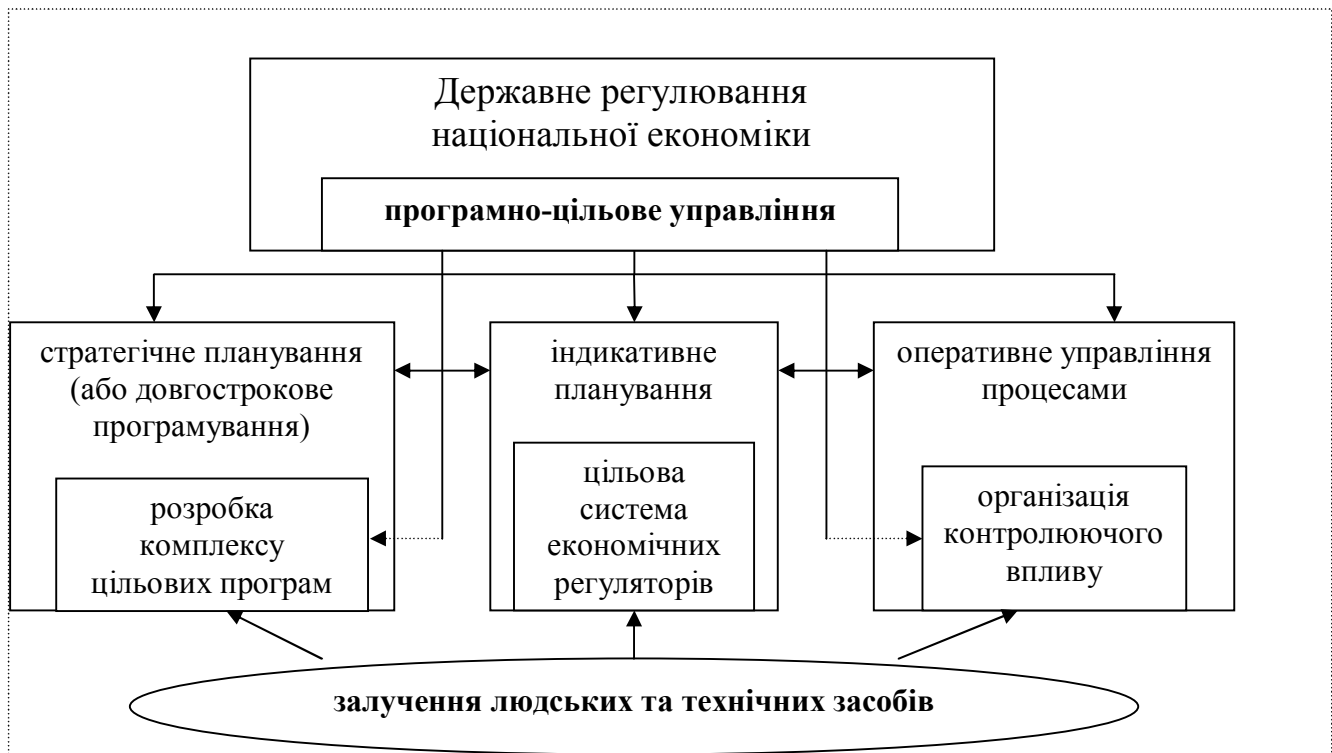 Державне регулювання
національної економіки
програмно-цільове управління
стратегічне планування
(або довгострокове
програмування)
розробка
комплексу
цільових програм
індикативне
планування
цільова
система
економічних
регуляторів
оперативне управління
процесами
організація
контролюючого
впливу
залучення людських та технічних засобів